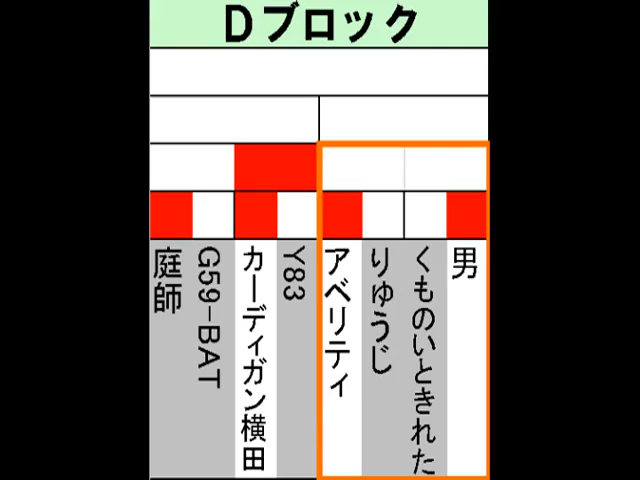 Dブロック
庭師
G59-BAT
カーディガン横田
Y83
アベリティ
りゅうじ
くものいときれた
男